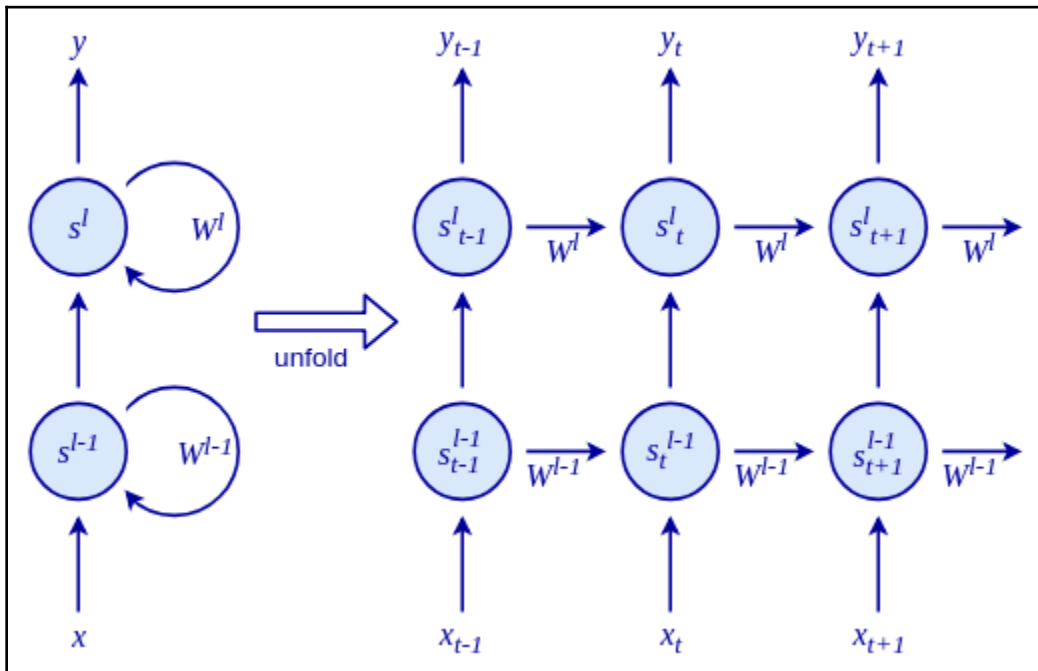 y y_{t-1} y_t y_{t+1}
s^l W^l s^l_{t-1} s^l_t s^l_{t+1}
W^l W^l W^l
unfold
s^{l-1} W^{l-1} s^{l-1}_{t-1} s^{l-1}_t s^{l-1}_{t+1}
W^{l-1} W^{l-1} W^{l-1}
x x_{t-1} x_t x_{t+1}